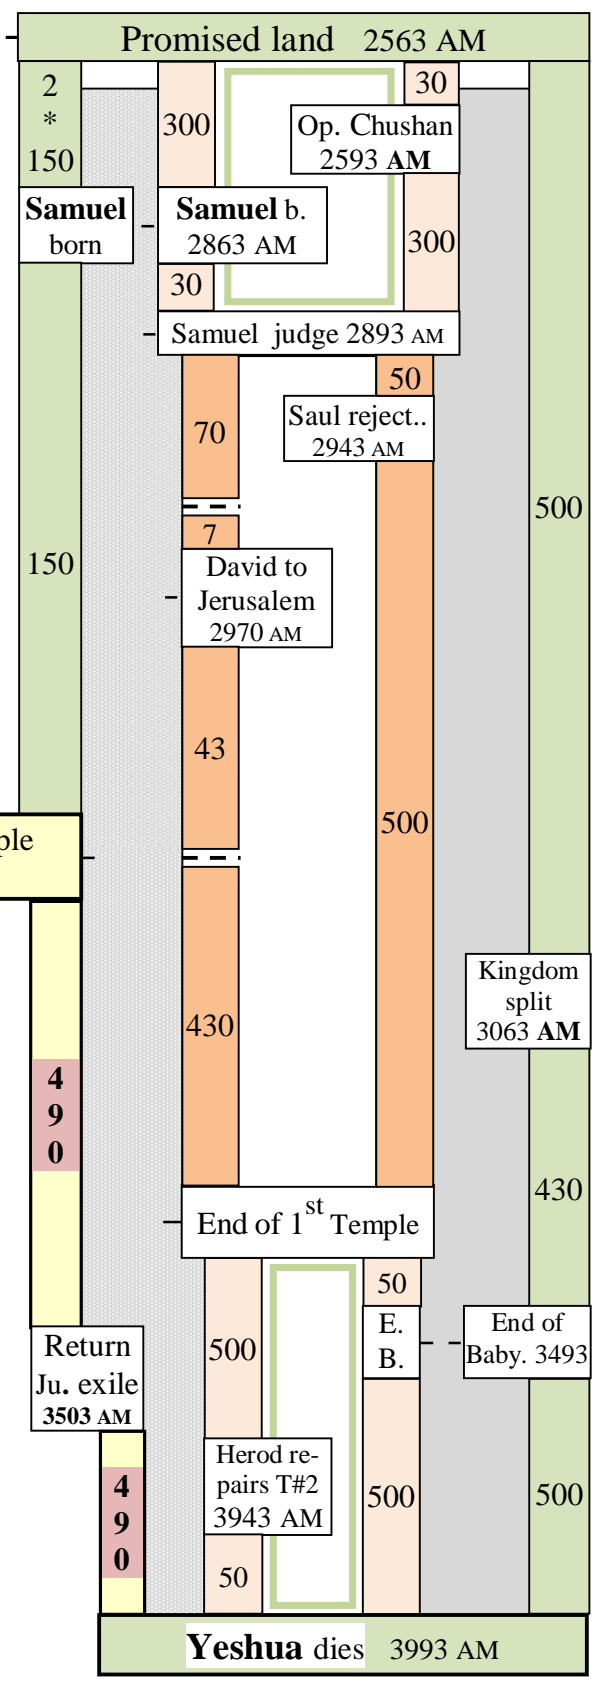 Promised land 2563 AM
2
*
150
300
30
Op. Chushan
2593 AM
Samuel
born
Samuel b.
2863 AM
300
30
Samuel judge 2893 AM
50
70
Saul reject..
2943 AM
500
7
150
David to
Jerusalem
2970 AM
43
500
ple
430
Kingdom
split
3063 AM
4
9
0
430
End of 1st Temple
50
500
E.
B.
End of
Baby. 3493
Return
Ju. exile
3503 AM
Herod re-
pairs T#2
3943 AM
500
500
4
9
0
50
Yeshua dies 3993 AM